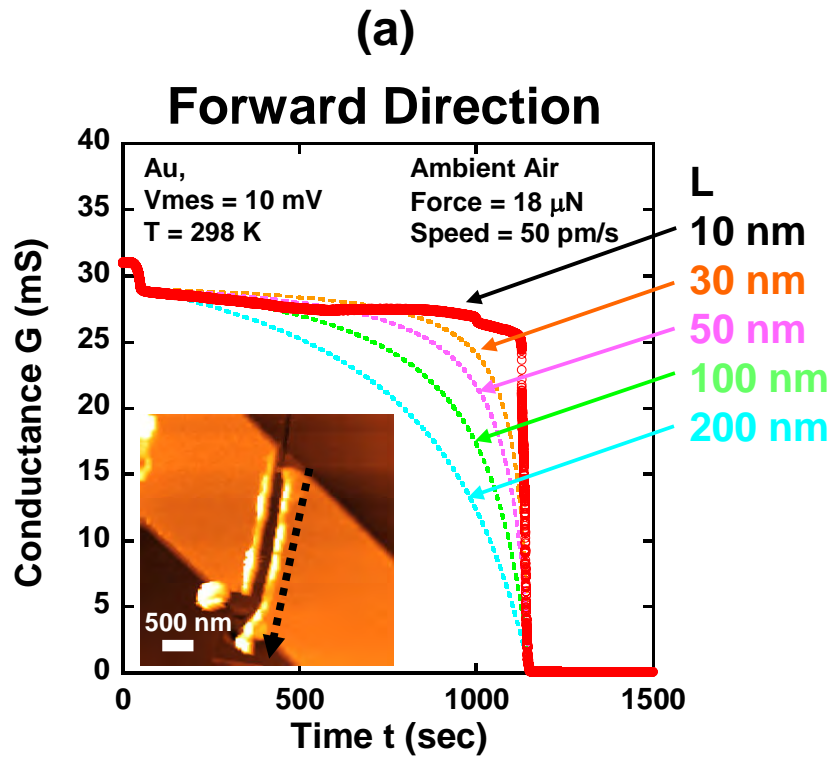 (a)
Forward Direction
40
35
30
25
20
15
10
5
0
Conductance G (mS)
Au,
Vmes = 10 mV
T = 298 K
Ambient Air
Force = 18 μN
Speed = 50 pm/s
L
10 nm
30 nm
50 nm
100 nm
200 nm
500 nm
0 500 1000 1500
Time t (sec)